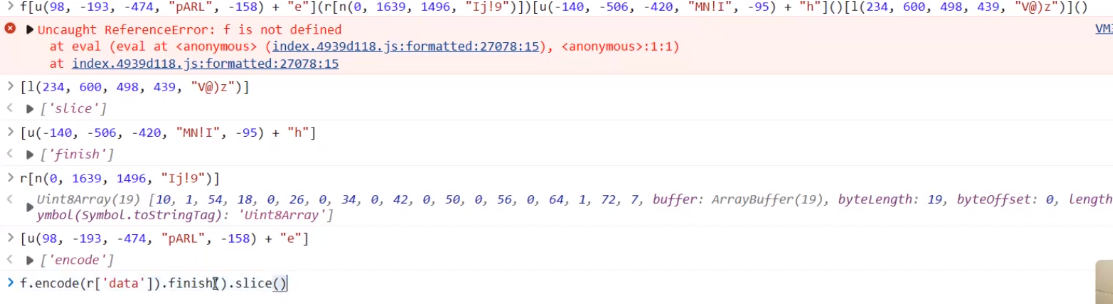 f[u(98, -193, -474, "pARL", -158) + "e"](r[n(0, 1639, 1496, "Ij!9")])[u(-140, -506, -420, "MN!I", -95) + "h"]()[l(234, 600, 498, 439, "V@)z")]()
Uncaught ReferenceError: f is not defined
at eval (eval at <anonymous> (index.4939d118.js:formatted:27078:15), <anonymous>:1:1)
at index.4939d118.js:formatted:27078:15
[l(234, 600, 498, 439, "V@)z")]
['slice']
[u(-140, -506, -420, "MN!I", -95) + "h"]
['finish']
r[n(0, 1639, 1496, "Ij!9")]
Uint8Array(19) [10, 1, 54, 18, 0, 26, 0, 34, 0, 42, 0, 50, 0, 56, 0, 64, 1, 72, 7, buffer: ArrayBuffer(19), byteLength: 19, byteOffset: 0, length
ymbol(Symbol.toStringTag): 'Uint8Array']
[u(98, -193, -474, "pARL", -158) + "e"]
['encode']
f.encode(r['data']).finish().slice()